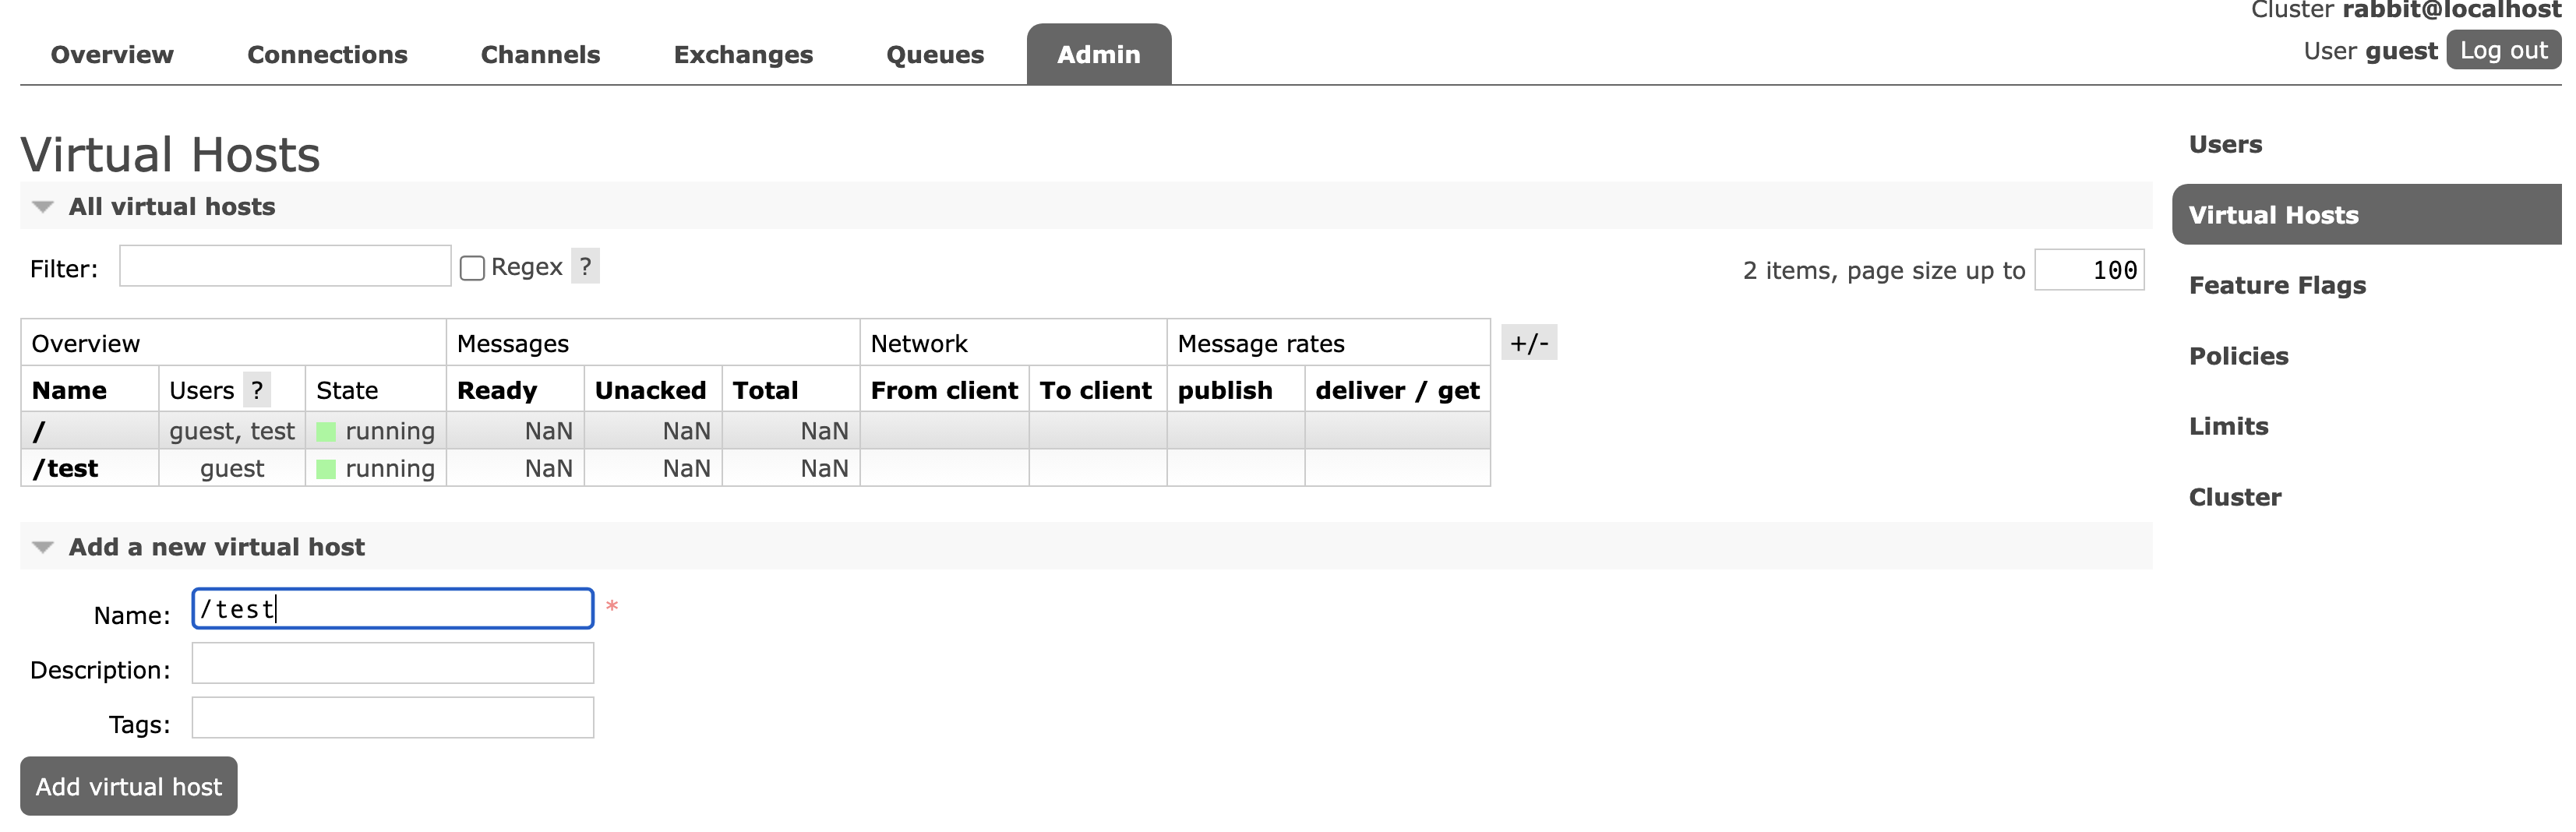 Cluster rabbit@localhost
User guest Log out
Overview Connections Channels Exchanges Queues Admin
Virtual Hosts
All virtual hosts
Filter: Regex ? 2 items, page size up to 100
Overview Messages Network Message rates +/-
Name Users ? State Ready Unacked Total From client To client publish deliver / get
/ guest, test running NaN NaN NaN
/test guest running NaN NaN NaN
Add a new virtual host
Name: /test *
Description:
Tags:
Add virtual host
Users
Virtual Hosts
Feature Flags
Policies
Limits
Cluster